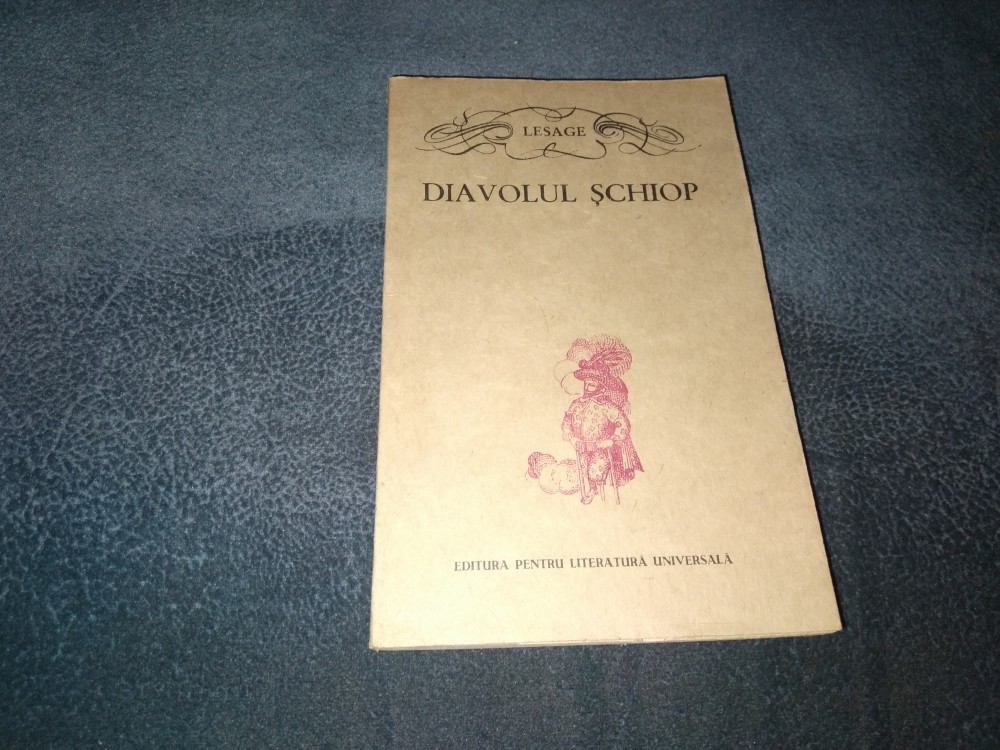 LESAGE
DIAVOLUL ŞCHIOP
EDITURA PENTRU LITERATURĂ UNIVERSALĂ